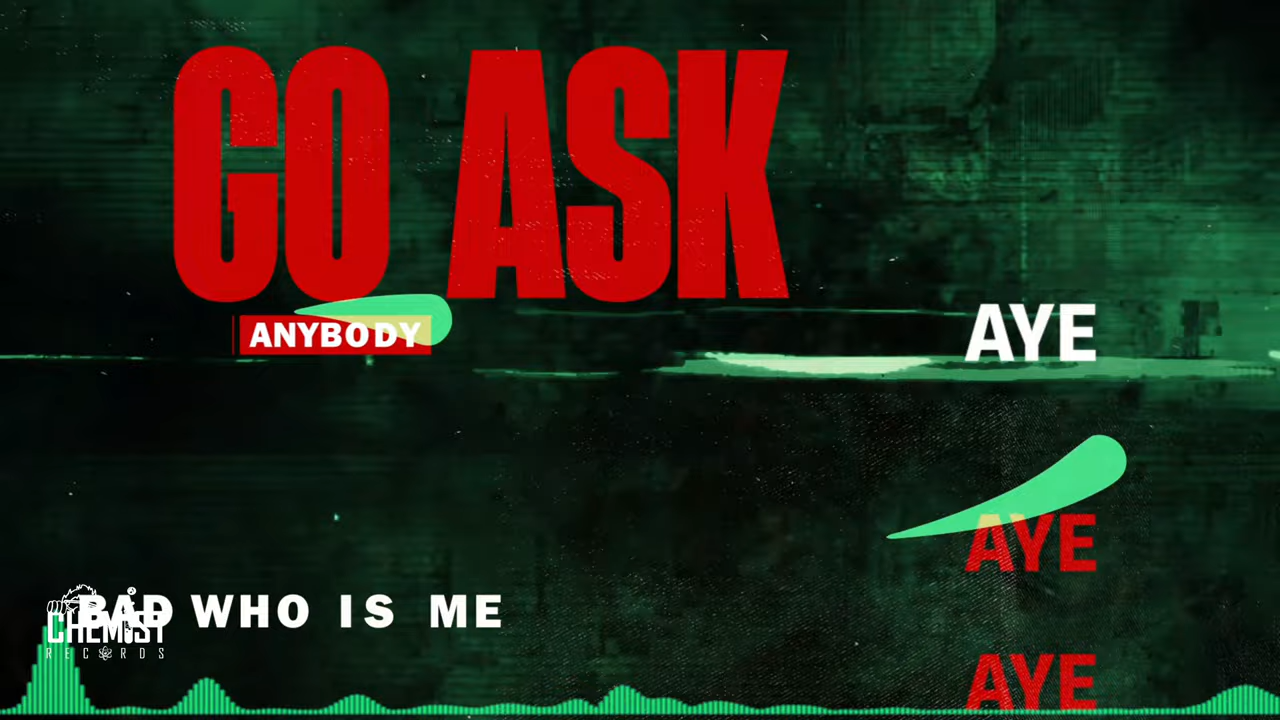 GO ASK
ANYBODY
AYE
AYE
BAD WHO IS ME
CHEMIST
RECORDS
AYE